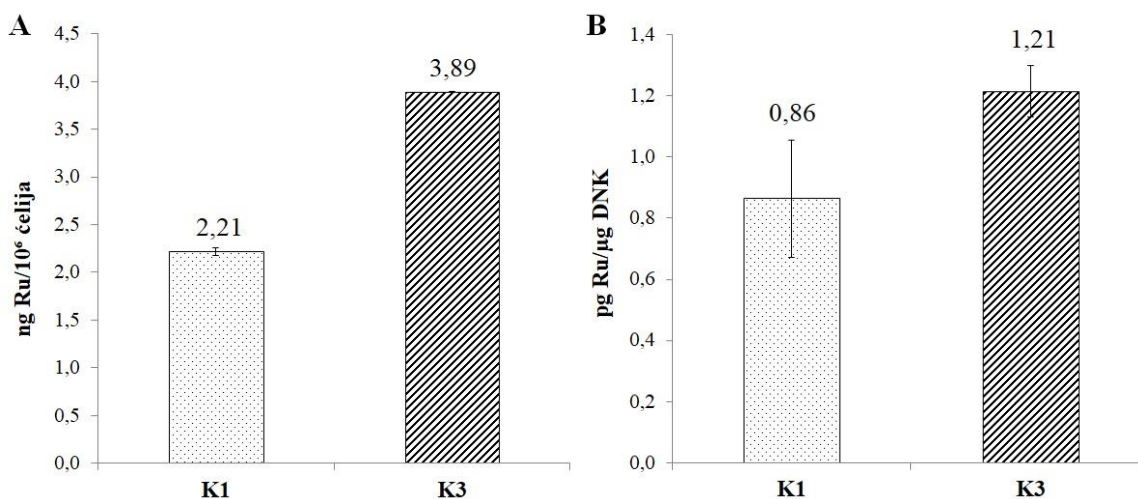 A
ng Ru/10⁶ ćelija
4,5
4,0
3,5
3,0
2,5
2,0
1,5
1,0
0,5
0,0
2,21
3,89
K1
K3
B
pg Ru/µg DNK
1,4
1,2
1,0
0,8
0,6
0,4
0,2
0,0
0,86
1,21
K1
K3